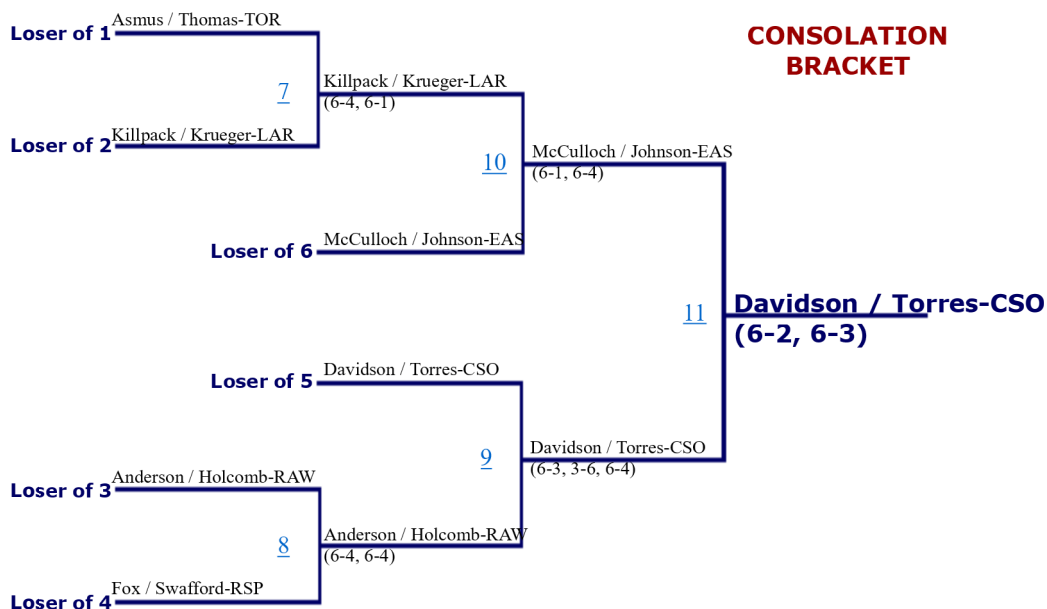 CONSOLATION
BRACKET
Asmus / Thomas-TOR
Loser of 1
7
Killpack / Krueger-LAR
(6-4, 6-1)
Killpack / Krueger-LAR
Loser of 2
10
McCulloch / Johnson-EAS
(6-1, 6-4)
McCulloch / Johnson-EAS
Loser of 6
11
Davidson / Torres-CSO
(6-2, 6-3)
Davidson / Torres-CSO
Loser of 5
9
Davidson / Torres-CSO
(6-3, 3-6, 6-4)
Anderson / Holcomb-RAW
Loser of 3
8
Anderson / Holcomb-RAW
(6-4, 6-4)
Fox / Swafford-RSP
Loser of 4